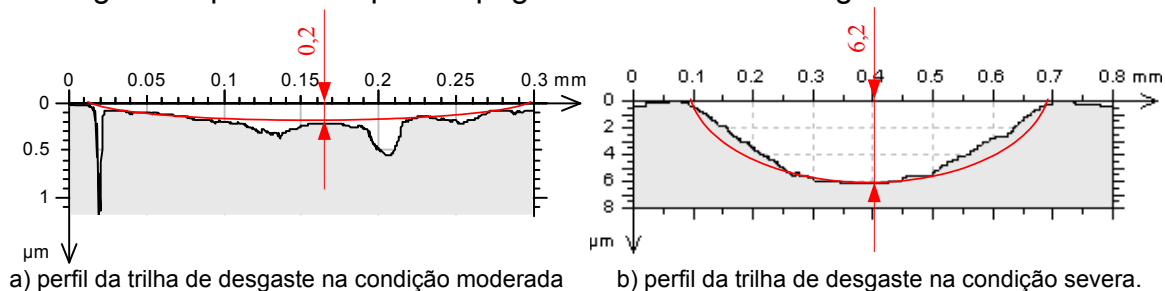 0,2
0 0.05 0.1 0.15 0.2 0.25 0.3 mm
0
0.5
1
µm
a) perfil da trilha de desgaste na condição moderada
6,2
0 0.1 0.2 0.3 0.4 0.5 0.6 0.7 0.8 mm
0
2
4
6
8
µm
b) perfil da trilha de desgaste na condição severa.